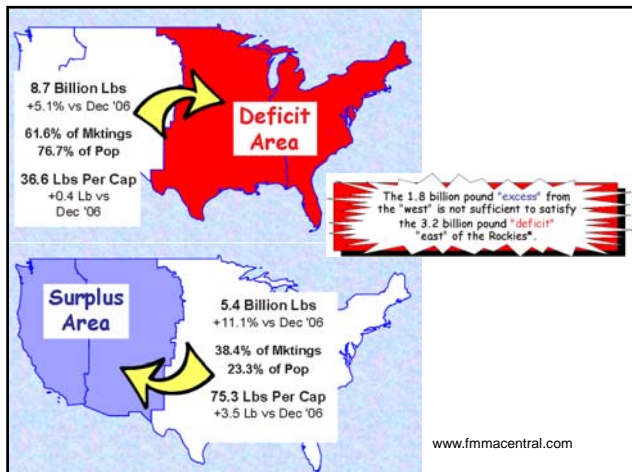 8.7 Billion Lbs
+5.1% vs Dec '06
61.6% of Mktings
76.7% of Pop
36.6 Lbs Per Cap
+0.4 Lb vs
Dec '06
Deficit
Area
The 1.8 billion pound "excess" from
the "west" is not sufficient to satisfy
the 3.2 billion pound "deficit"
"east" of the Rockies*.
Surplus
Area
5.4 Billion Lbs
+11.1% vs Dec '06
38.4% of Mktings
23.3% of Pop
75.3 Lbs Per Cap
+3.5 Lb vs Dec '06
www.fmmacentral.com